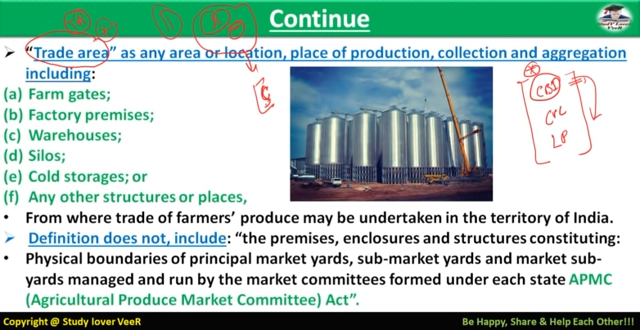 Continue
➢ "Trade area" as any area or location, place of production, collection and aggregation
including:
(a) Farm gates;
(b) Factory premises;
(c) Warehouses;
(d) Silos;
(e) Cold storages; or
(f) Any other structures or places,
• From where trade of farmers' produce may be undertaken in the territory of India.
➢ Definition does not, include: "the premises, enclosures and structures constituting:
• Physical boundaries of principal market yards, sub-market yards and market sub-
yards managed and run by the market committees formed under each state APMC
(Agricultural Produce Market Committee) Act".
CBD
LP
Copyright @ Study lover VeeR
Be Happy, Share & Help Each Other!!!